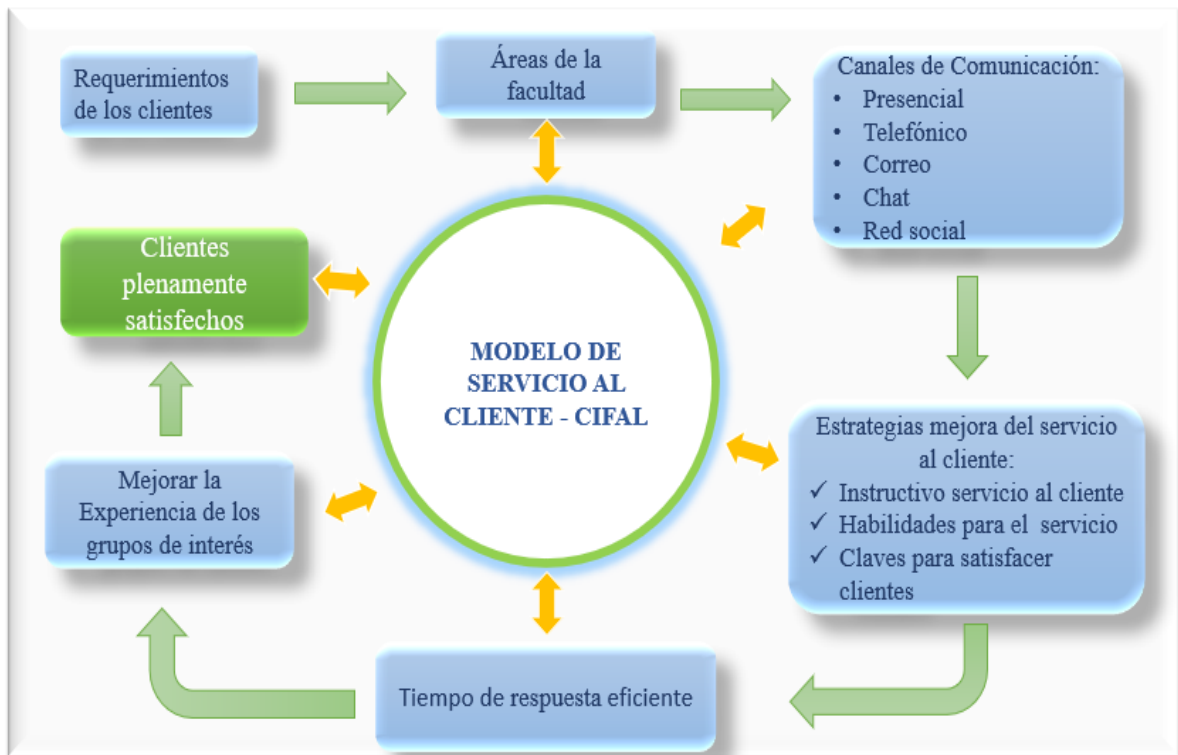 Requerimientos
de los clientes
Áreas de la
facultad
Canales de Comunicación:
• Presencial
• Telefónico
• Correo
• Chat
• Red social
Clientes
plenamente
satisfechos
MODELO DE
SERVICIO AL
CLIENTE - CIFAL
Estrategias mejora del servicio
al cliente:
✓ Instructivo servicio al cliente
✓ Habilidades para el servicio
✓ Claves para satisfacer
clientes
Mejorar la
Experiencia de los
grupos de interés
Tiempo de respuesta eficiente